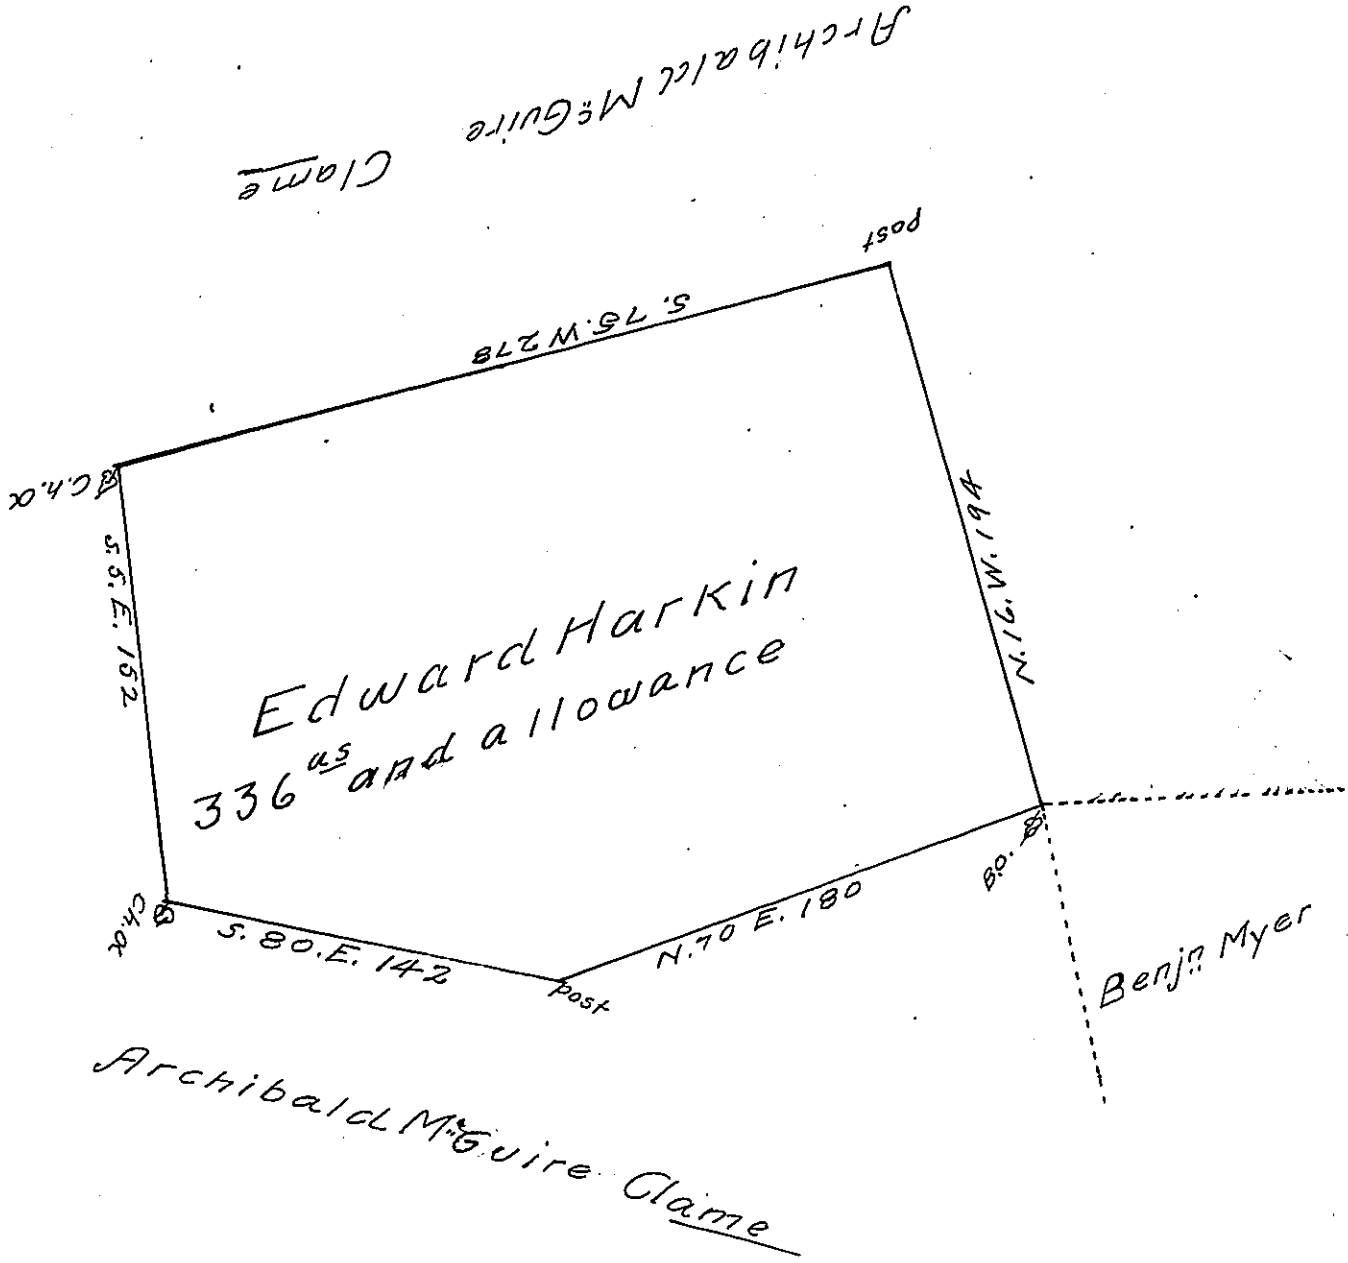 Archibald McGuire Clame
post
S. 75. W 278
C.h.o
N. 16. W. 194
S. 5. E. 152
Edward Harkin
336 as and allowance
B.o.
Ch.o
S. 80. E. 142
N. 70 E. 180
post
Benjn Myer
Archibald McGuire Clame